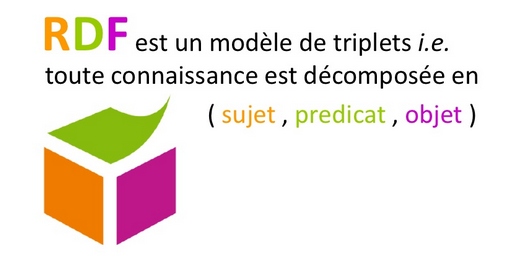 RDF est un modèle de triplets i.e.
toute connaissance est décomposée en
( sujet , predicat , objet )